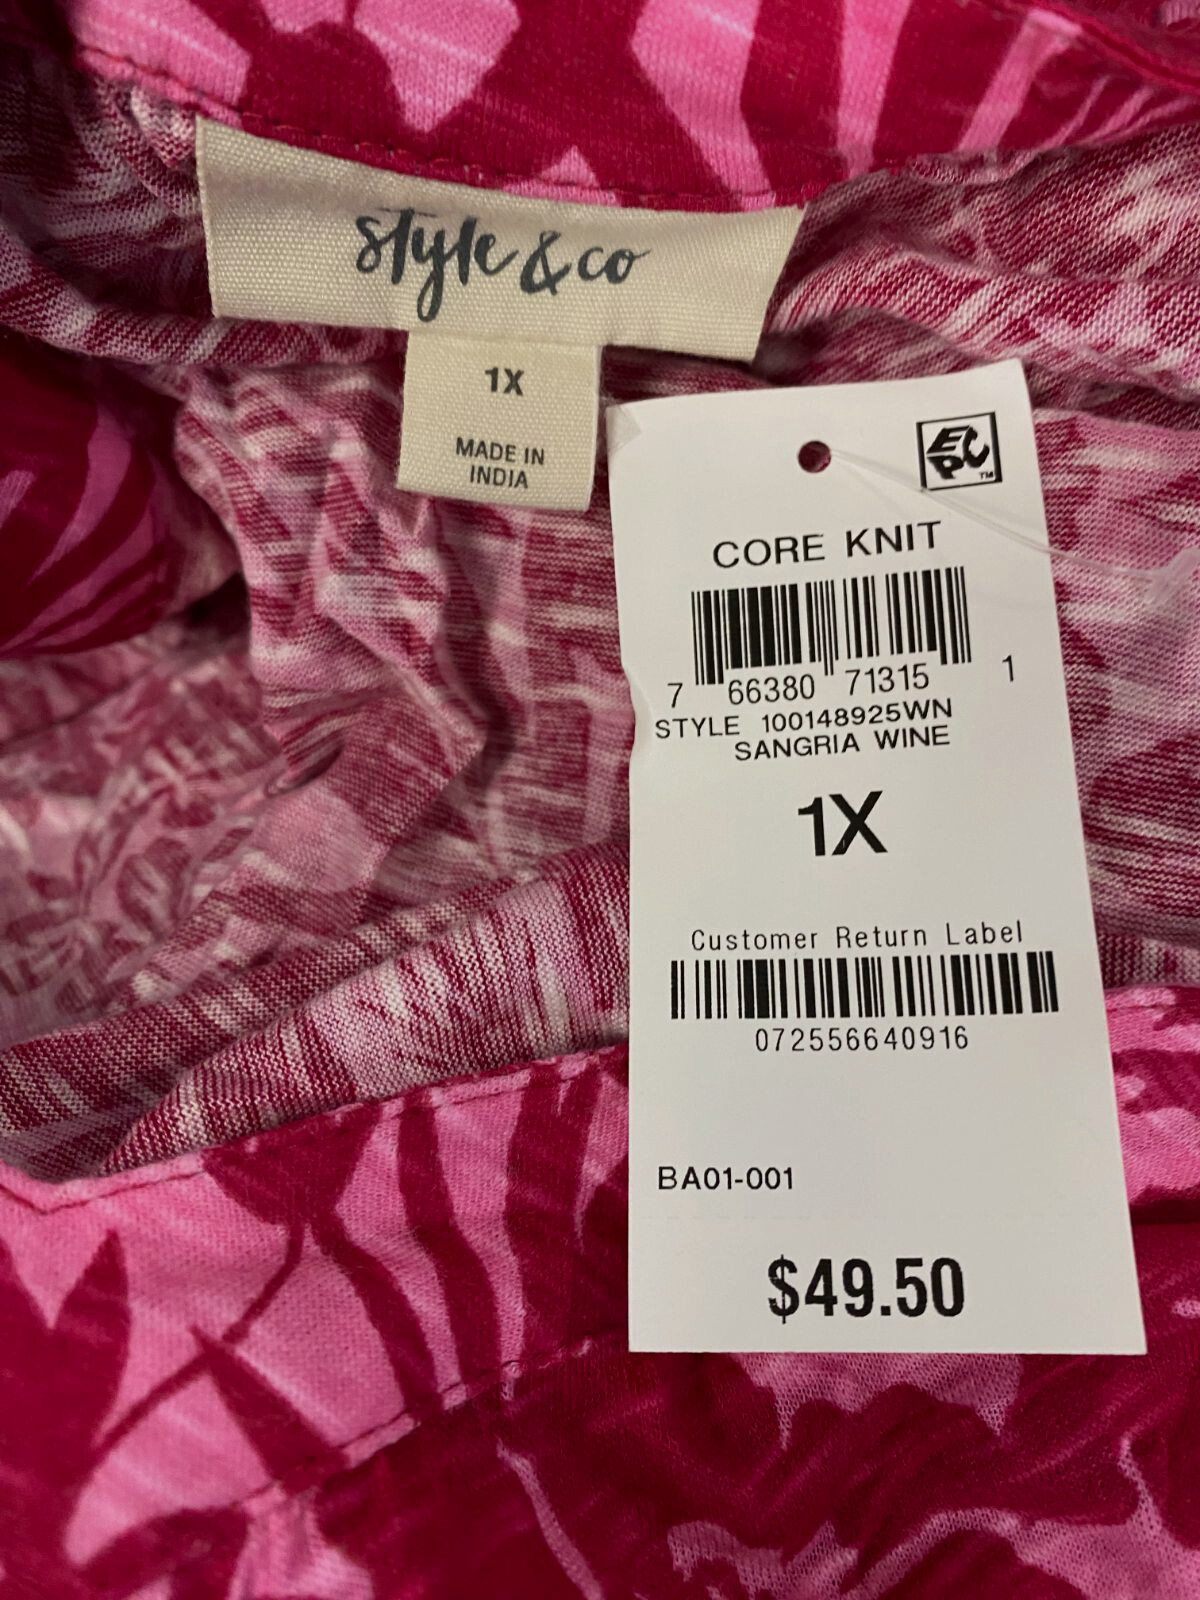 style & co
1X
MADE IN
INDIA
EPC™
CORE KNIT
7 66380 71315 1
STYLE 100148925WN
SANGRIA WINE
1X
Customer Return Label
072556640916
BA01-001
$49.50